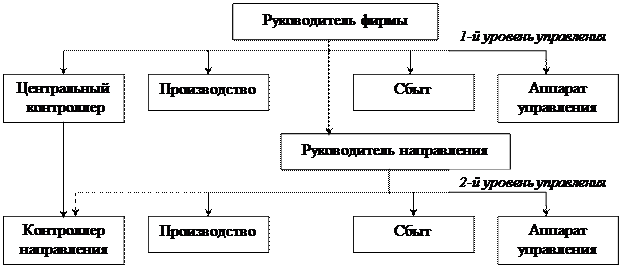 Руководитель фирмы
1-й уровень управления
Центральный
контроллер
Производство
Сбыт
Аппарат
управления
Руководитель направления
2-й уровень управления
Контроллер
направления
Производство
Сбыт
Аппарат
управления